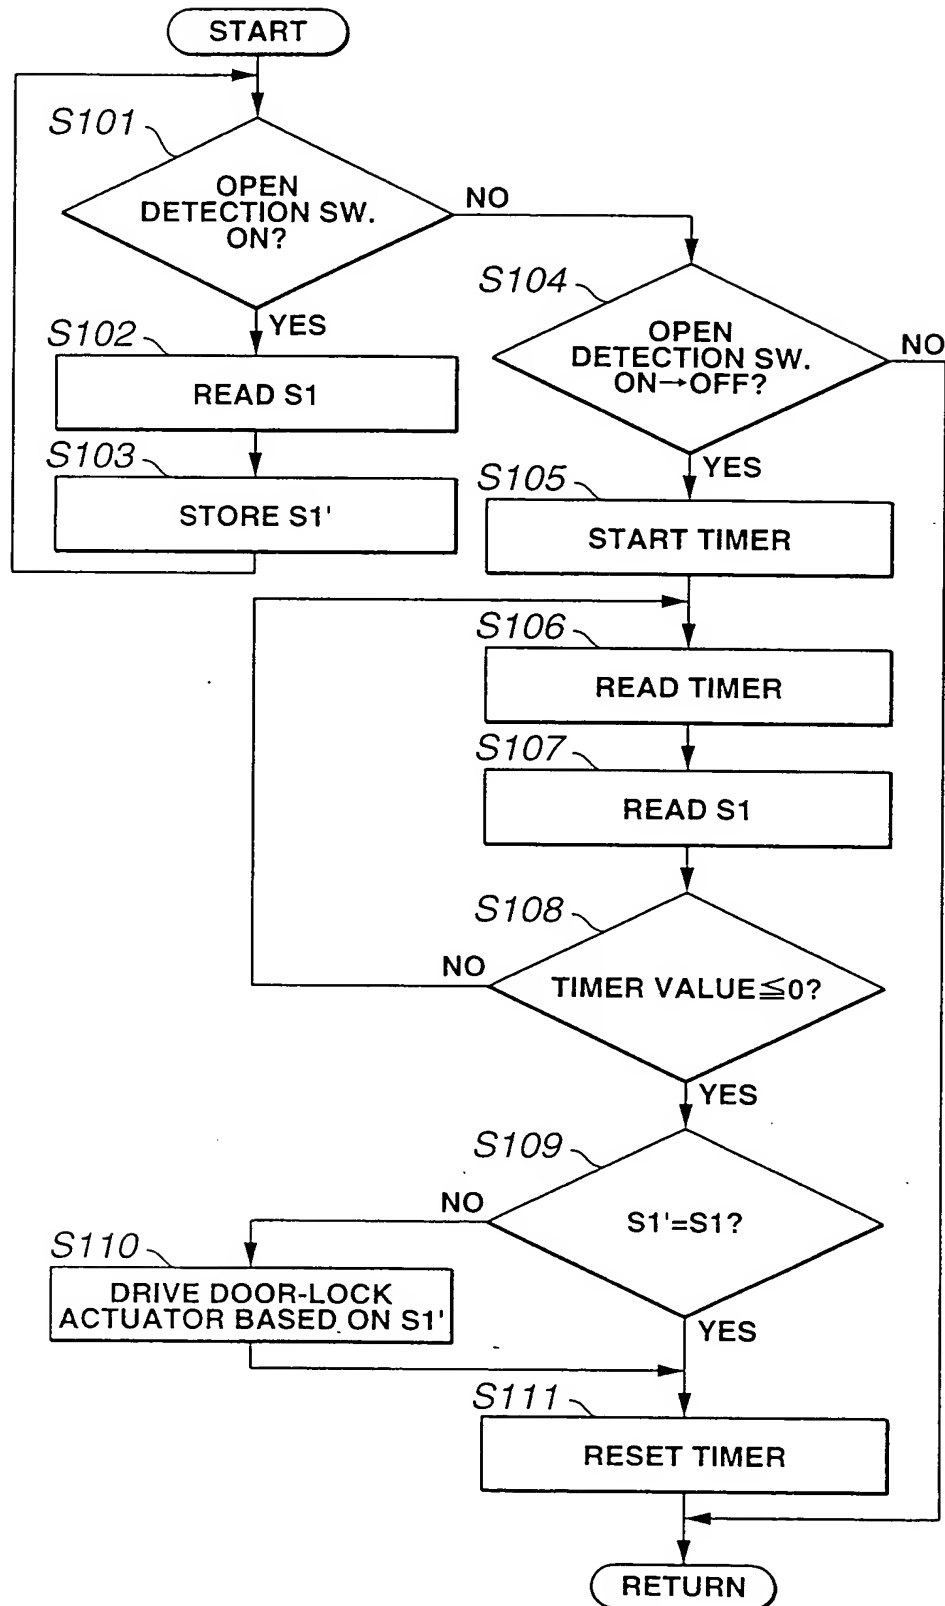 START
S101
OPEN
DETECTION SW.
ON?
NO
YES
S102
READ S1
S103
STORE S1'
S104
OPEN
DETECTION SW.
ON→OFF?
NO
YES
S105
START TIMER
S106
READ TIMER
S107
READ S1
S108
TIMER VALUE≦0?
NO
YES
S109
S1'=S1?
NO
YES
S110
DRIVE DOOR-LOCK
ACTUATOR BASED ON S1'
S111
RESET TIMER
RETURN